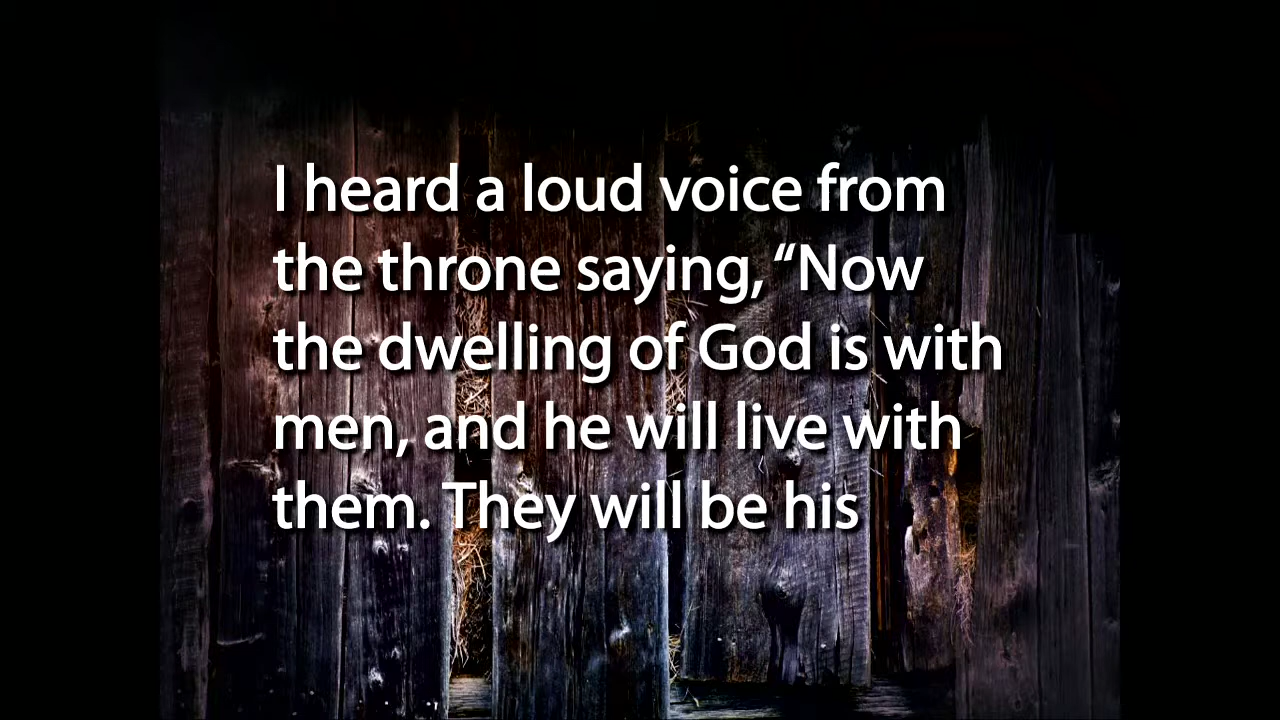 I heard a loud voice from
the throne saying, “Now
the dwelling of God is with
men, and he will live with
them. They will be his